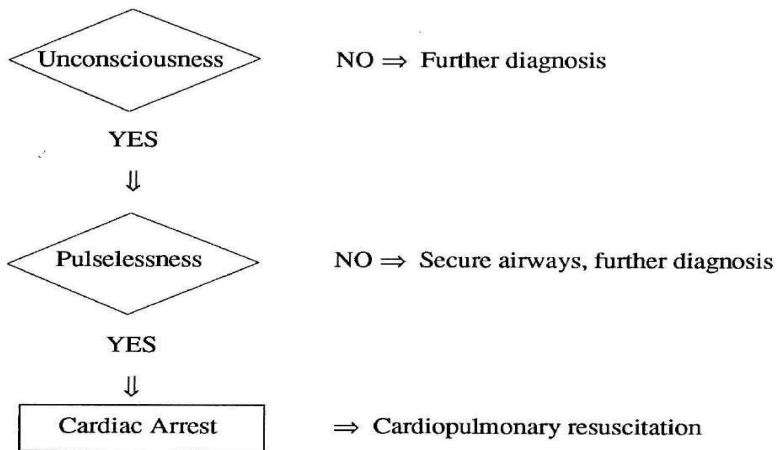 Unconsciousness NO ⇒ Further diagnosis
YES
⇓
Pulselessness NO ⇒ Secure airways, further diagnosis
YES
⇓
Cardiac Arrest ⇒ Cardiopulmonary resuscitation